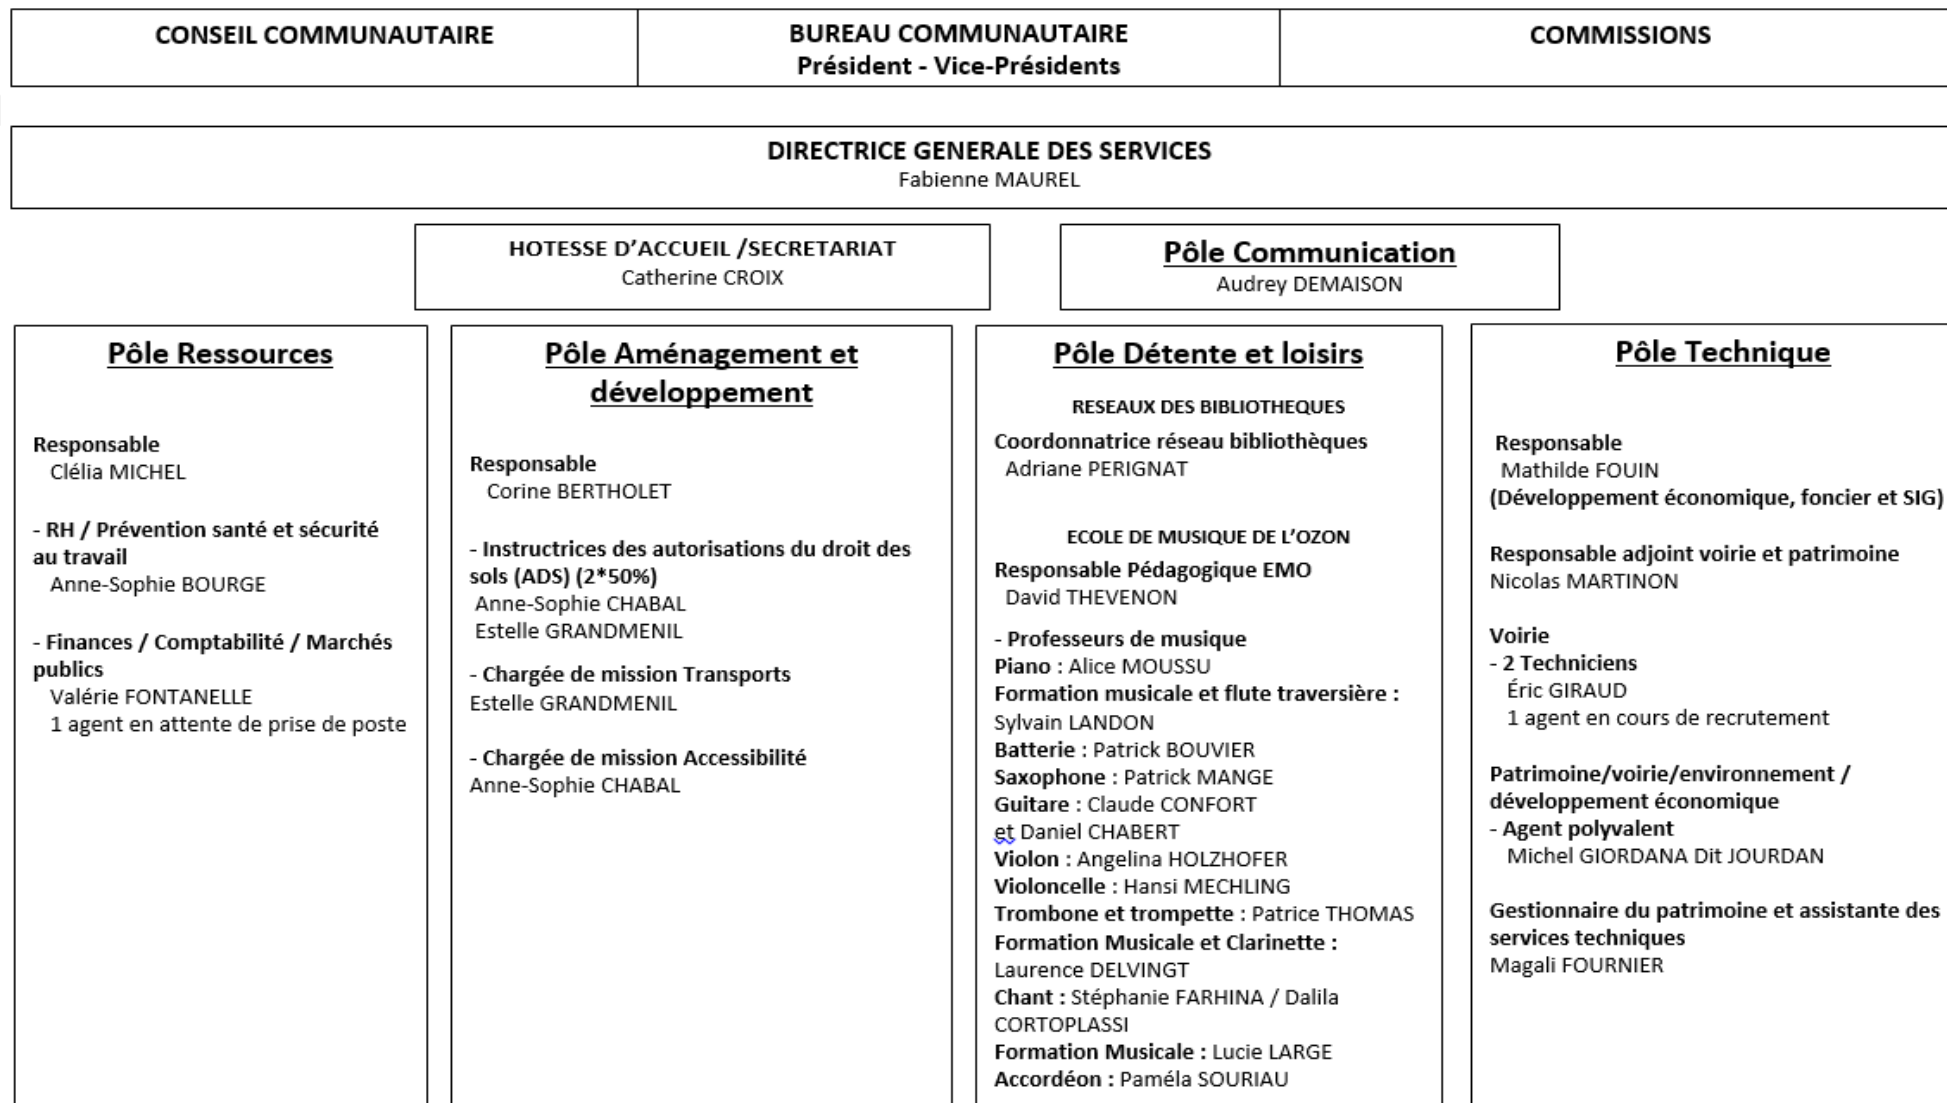 CONSEIL COMMUNAUTAIRE
BUREAU COMMUNAUTAIRE
Président - Vice-Présidents
COMMISSIONS
DIRECTRICE GENERALE DES SERVICES
Fabienne MAUREL
HOTESSE D’ACCUEIL /SECRETARIAT
Catherine CROIX
Pôle Communication
Audrey DEMAISON
Pôle Ressources
Responsable
Clélia MICHEL
- RH / Prévention santé et sécurité
au travail
Anne-Sophie BOURGE
- Finances / Comptabilité / Marchés
publics
Valérie FONTANELLE
1 agent en attente de prise de poste
Pôle Aménagement et
développement
Responsable
Corine BERTHOLET
- Instructrices des autorisations du droit des
sols (ADS) (2*50%)
Anne-Sophie CHABAL
Estelle GRANDMENIL
- Chargée de mission Transports
Estelle GRANDMENIL
- Chargée de mission Accessibilité
Anne-Sophie CHABAL
Pôle Détente et loisirs
RESEAUX DES BIBLIOTHEQUES
Coordonnatrice réseau bibliothèques
Adriane PERIGNAT
ECOLE DE MUSIQUE DE L’OZON
Responsable Pédagogique EMO
David THEVENON
- Professeurs de musique
Piano : Alice MOUSSU
Formation musicale et flute traversière :
Sylvain LANDON
Batterie : Patrick BOUVIER
Saxophone : Patrick MANGE
Guitare : Claude CONFORT
et Daniel CHABERT
Violon : Angelina HOLZHOFER
Violoncelle : Hansi MECHLING
Trombone et trompette : Patrice THOMAS
Formation Musicale et Clarinette :
Laurence DELVINGT
Chant : Stéphanie FARHINA / Dalila
CORTOPLASSI
Formation Musicale : Lucie LARGE
Accordéon : Paméla SOURIAU
Pôle Technique
Responsable
Mathilde FOUIN
(Développement économique, foncier et SIG)
Responsable adjoint voirie et patrimoine
Nicolas MARTINON
Voirie
- 2 Techniciens
Éric GIRAUD
1 agent en cours de recrutement
Patrimoine/voirie/environnement /
développement économique
- Agent polyvalent
Michel GIORDANA Dit JOURDAN
Gestionnaire du patrimoine et assistante des
services techniques
Magali FOURNIER